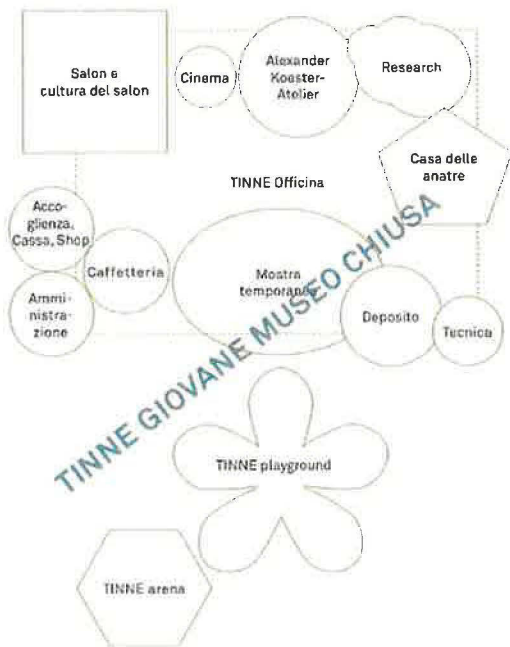 Salon e
cultura del salon
Cinema
Alexander
Koester-
Atelier
Research
Casa delle
anatre
TINNE Officina
Acco-
glienza,
Cassa, Shop
Caffetteria
Mostra
temporanea
Ammi-
nistra-
zione
Deposito
Tecnica
TINNE GIOVANE MUSEO CHIUSA
TINNE playground
TINNE arena